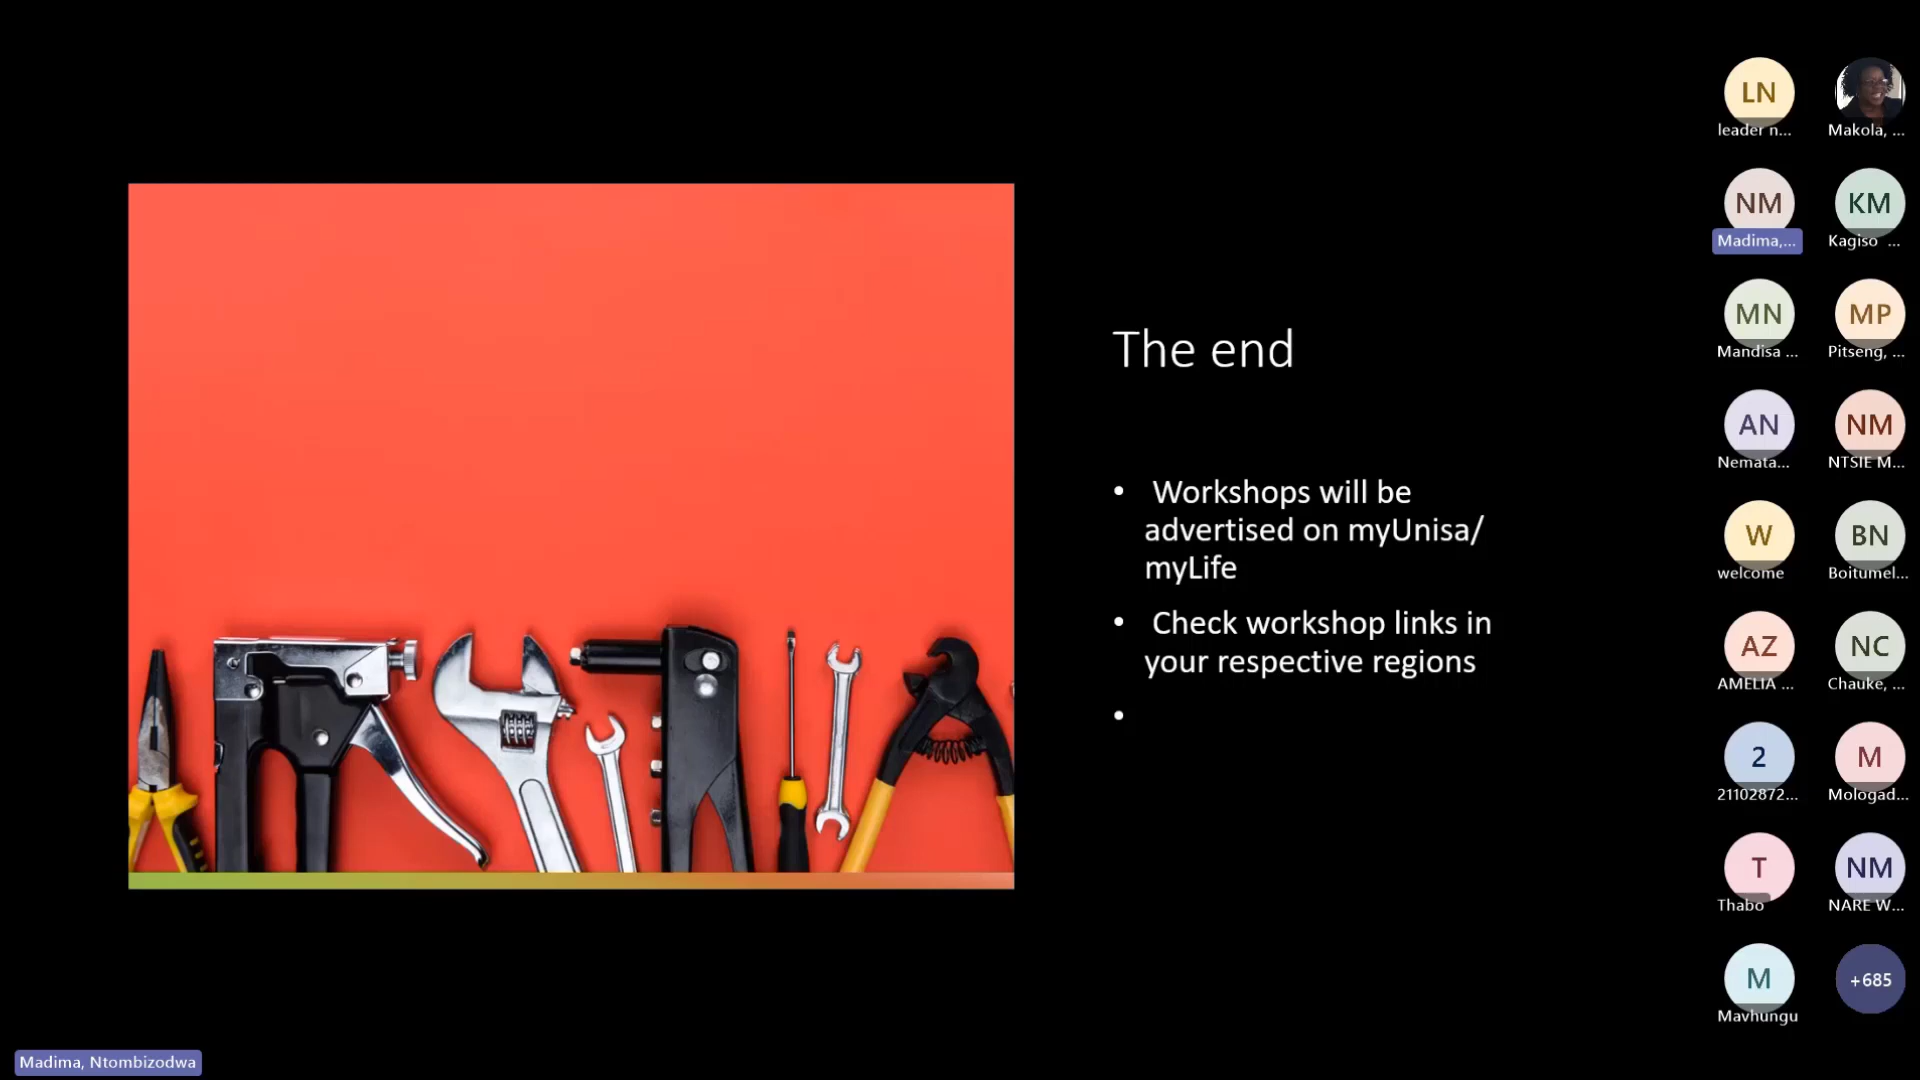 The end
• Workshops will be
advertised on myUnisa/
myLife
• Check workshop links in
your respective regions
•
LN
leader n...
Makola, ...
NM
Madima,...
KM
Kagiso ...
MN
Mandisa ...
MP
Pitseng, ...
AN
Nemata...
NM
NTSIE M...
W
welcome
BN
Boitumel...
AZ
AMELIA ...
NC
Chauke, ...
2
21102872...
M
Mologad...
T
Thabo
NM
NARE W...
M
Mavhungu
+685
Madima, Ntombizodwa